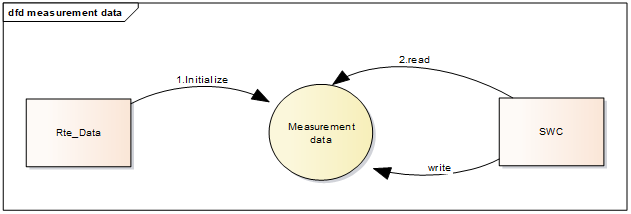 dfd measurement data
1.Initialize
2.read
Rte_Data
Measurement
data
SWC
write